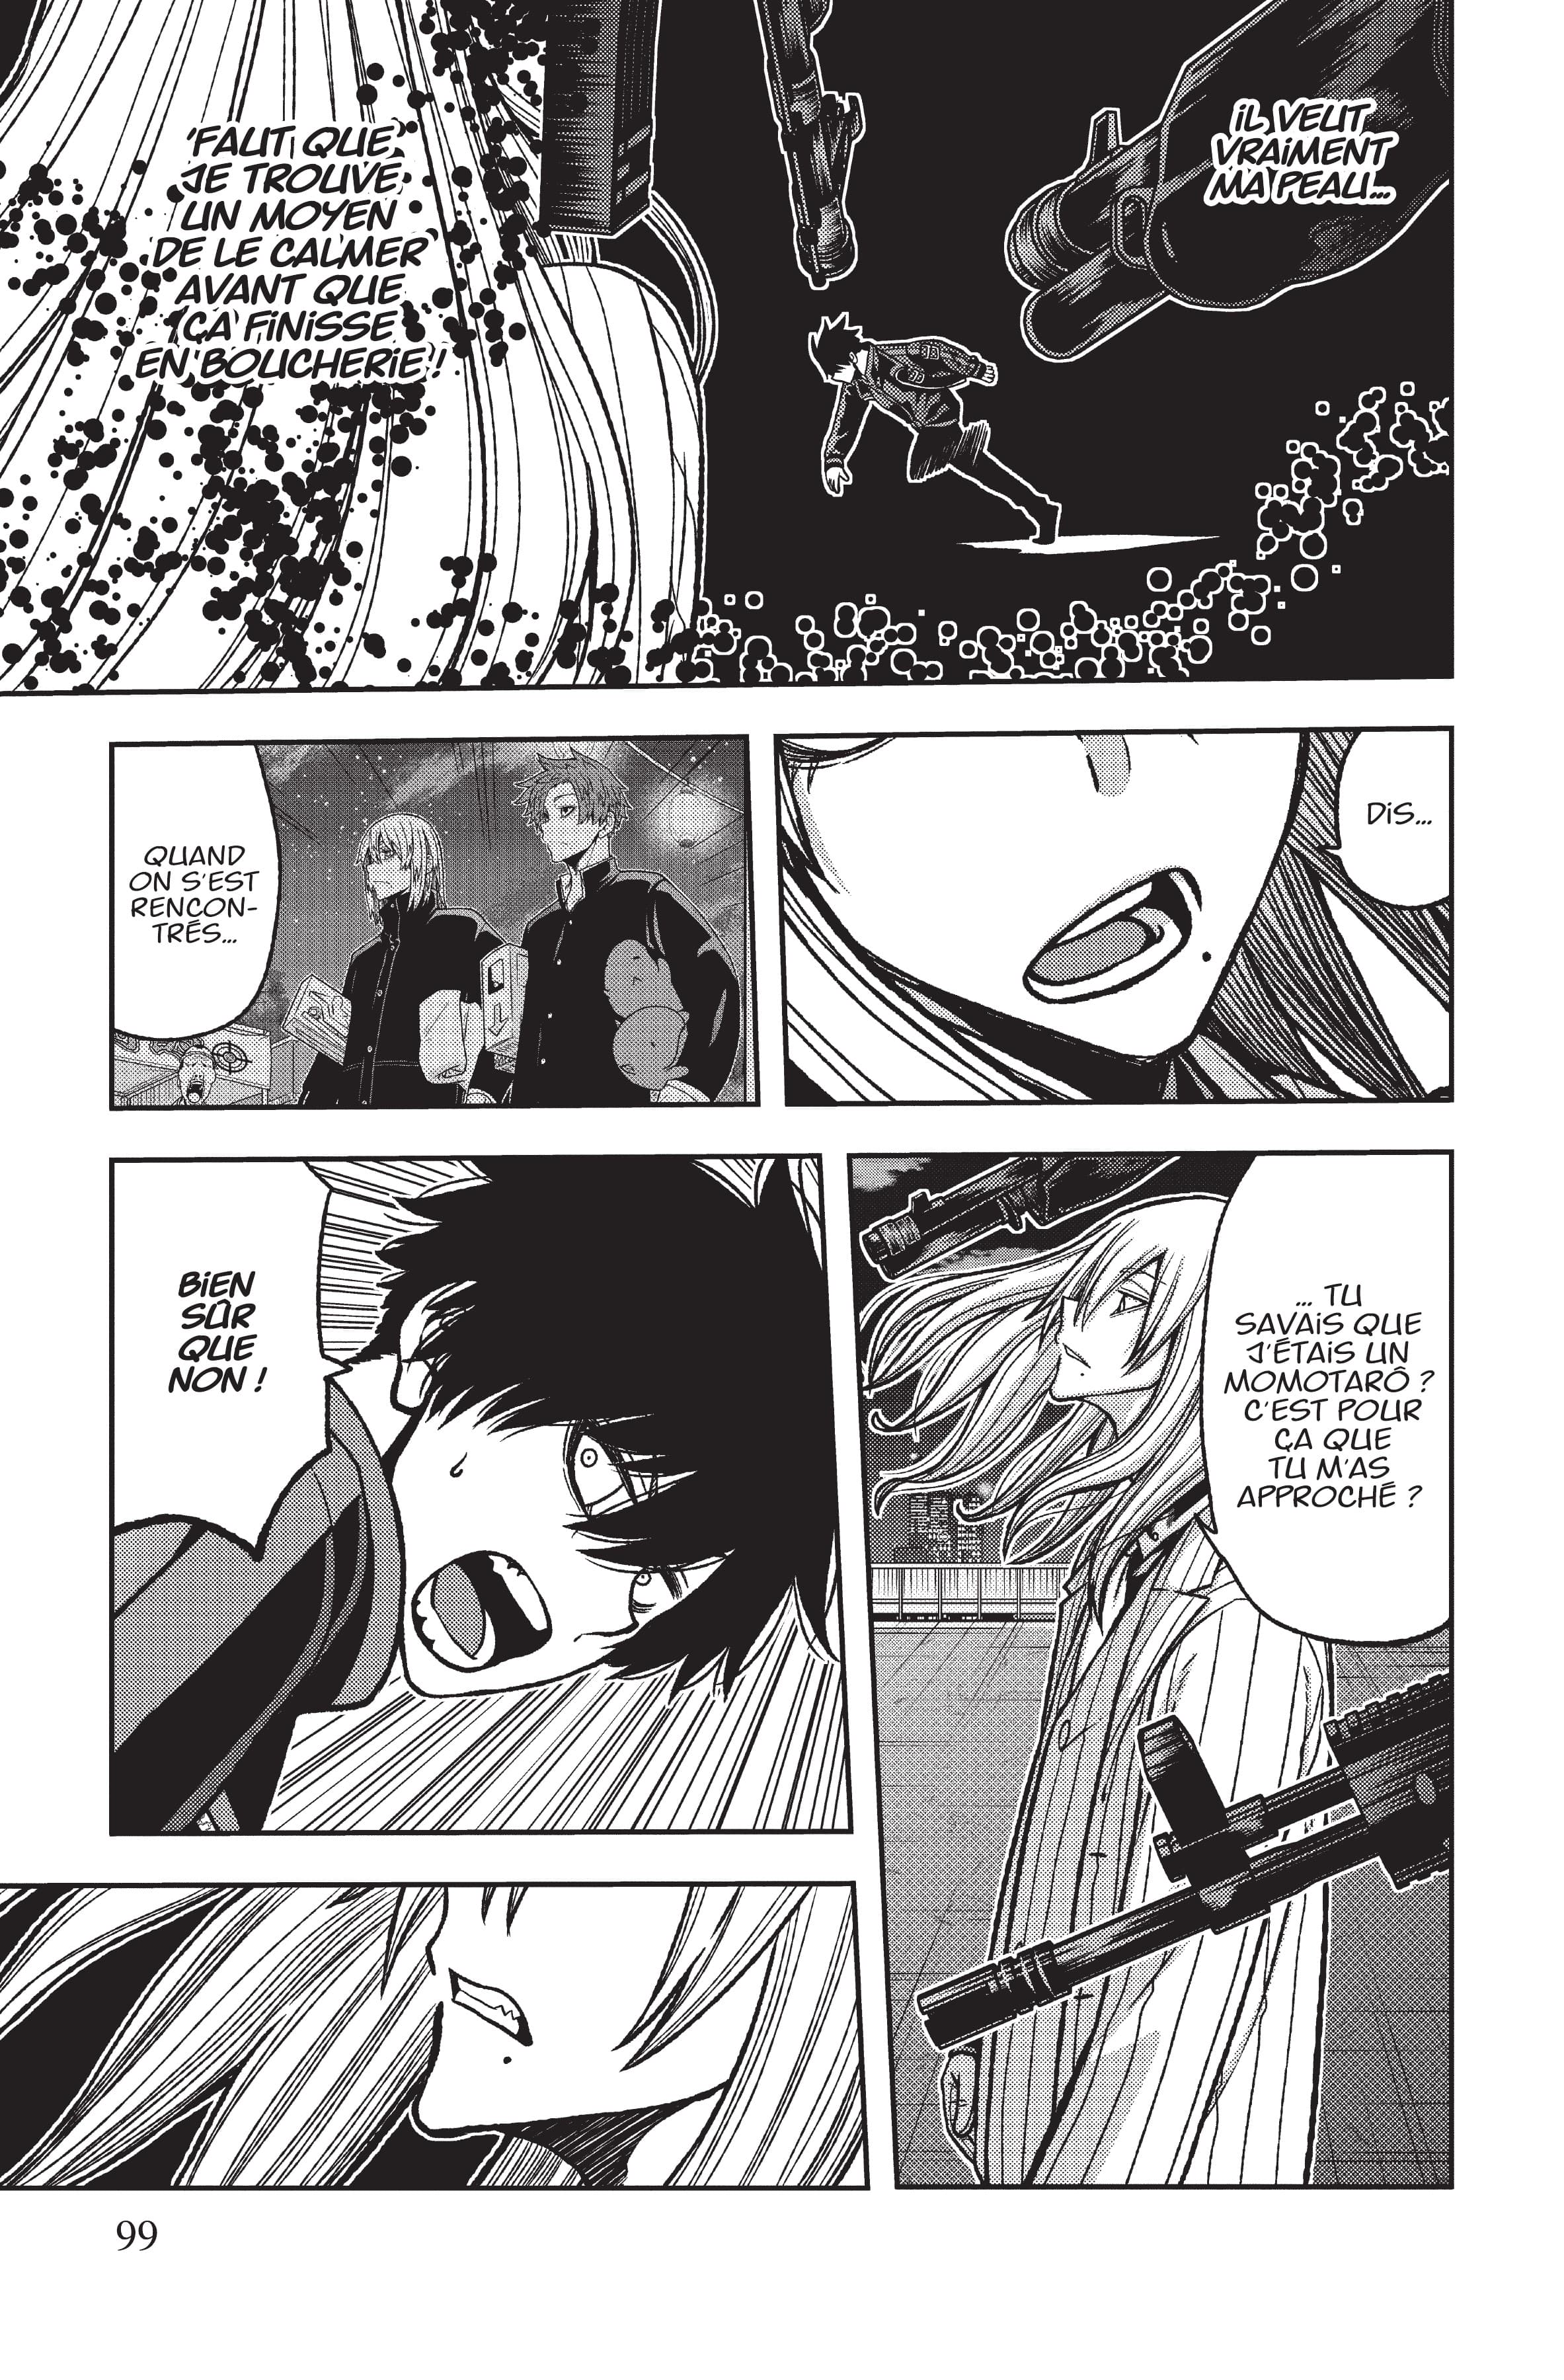 iL VEUT
VRAiMENT
MA PEAU...
'FAUT QUE
JE TROUVE
UN MOYEN
DE LE CALMER
AVANT QUE
ÇA FiNiSSE
EN BOUCHERiE !
DiS...
QUAND
ON S'EST
RENCON-
TRÉS...
... TU
SAVAiS QUE
J'ÉTAiS UN
MOMOTARÔ ?
C'EST POUR
ÇA QUE
TU M'AS
APPROCHÉ ?
BiEN
SÛR
QUE
NON !
99